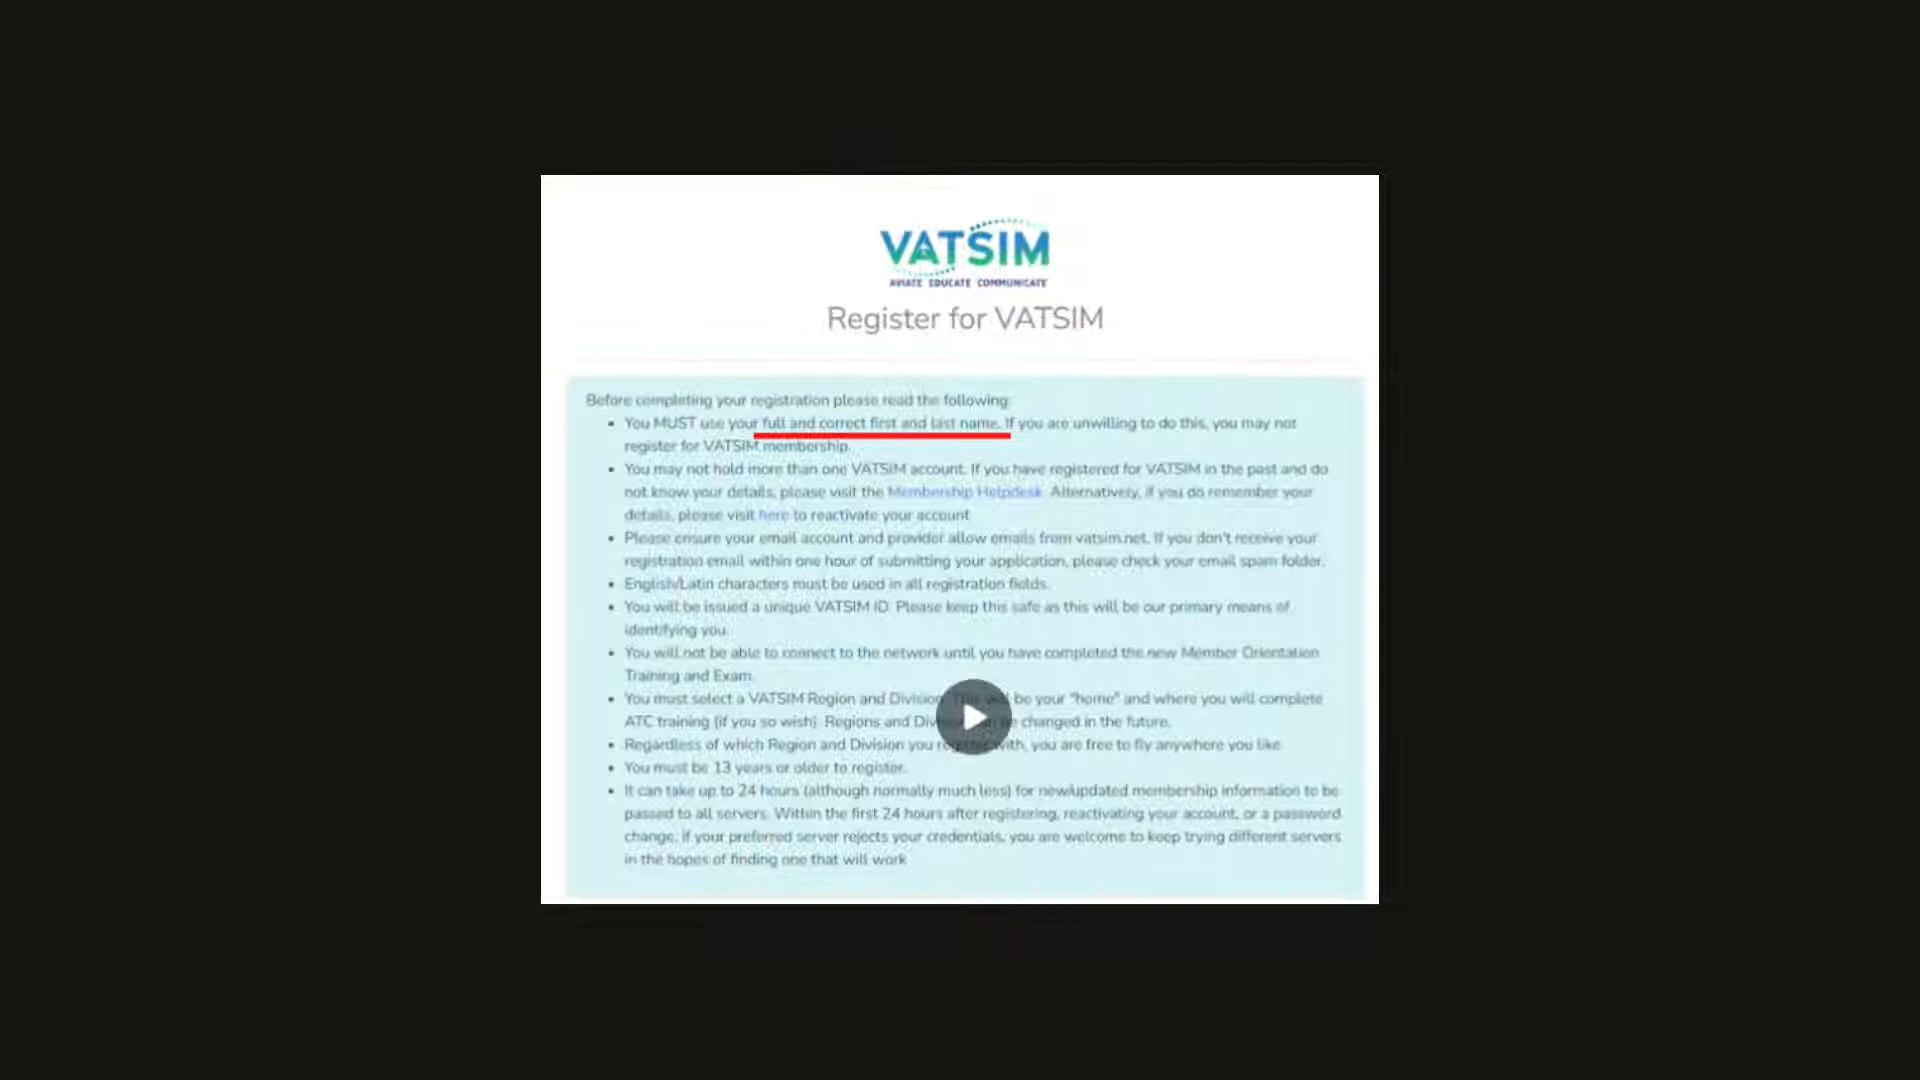 VATSIM
AVIATE EDUCATE COMMUNICATE
Register for VATSIM
Before completing your registration please read the following:
• You MUST use your full and correct first and last name. If you are unwilling to do this, you may not
register for VATSIM membership.
• You may not hold more than one VATSIM account. If you have registered for VATSIM in the past and do
not know your details, please visit the Membership Helpdesk. Alternatively, if you do remember your
details, please visit here to reactivate your account
• Please ensure your email account and provider allow emails from vatsim.net. If you don't receive your
registration email within one hour of submitting your application, please check your email spam folder.
• English/Latin characters must be used in all registration fields.
• You will be issued a unique VATSIM ID. Please keep this safe as this will be our primary means of
identifying you.
• You will not be able to connect to the network until you have completed the new Member Orientation
Training and Exam.
• You must select a VATSIM Region and Division. This will be your "home" and where you will complete
ATC training (if you so wish). Regions and be changed in the future.
• Regardless of which Region and Division you register with, you are free to fly anywhere you like.
• You must be 13 years or older to register.
• It can take up to 24 hours (although normally much less) for new/updated membership information to be
passed to all servers. Within the first 24 hours after registering, reactivating your account, or a password
change, if your preferred server rejects your credentials, you are welcome to keep trying different servers
in the hopes of finding one that will work